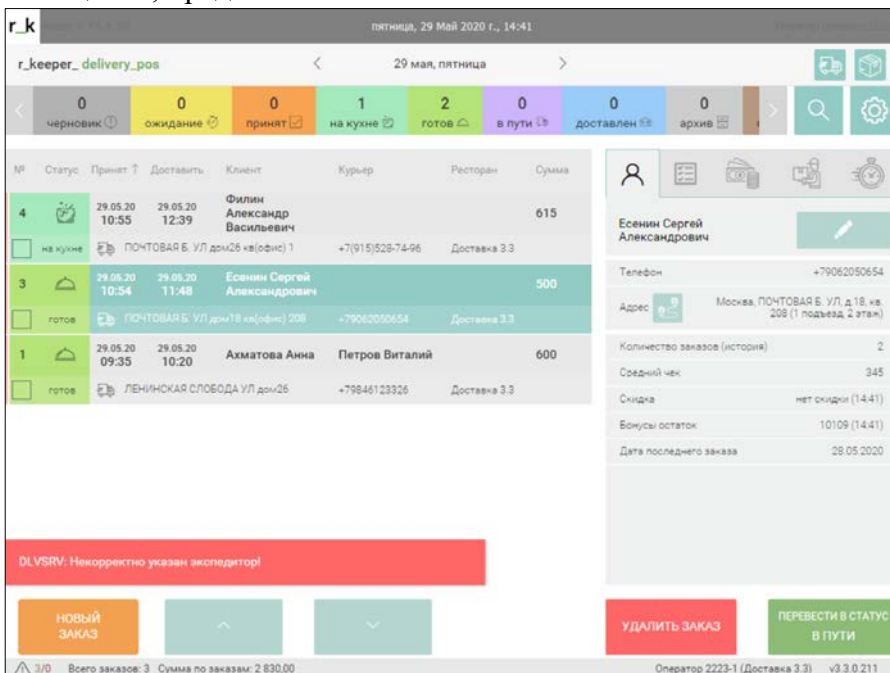 r_k
пятница, 29 Май 2020 г., 14:41
r_keeper_ delivery_pos
29 мая, пятница
0 0 0 1 2 0 0 0
черновик ожидание принят на кухне готов в пути доставлен архив
№ Статус Принят Доставить Клиент Курьер Ресторан Сумма
4 29.05.20 10:55 29.05.20 12:39 Филин Александр Васильевич 615
на кухне ПОЧТОВАЯ Б. УЛ дом26 кв(офис) 1 +7(915)528-74-96 Доставка 3.3
3 29.05.20 10:54 29.05.20 11:48 Есенин Сергей Александрович 500
готов ПОЧТОВАЯ Б. УЛ дом18 кв(офис) 208 +79062050654 Доставка 3.3
1 29.05.20 09:35 29.05.20 10:20 Ахматова Анна Петров Виталий 600
готов ЛЕНИНСКАЯ СЛОБОДА УЛ дом26 +79846123326 Доставка 3.3
Есенин Сергей
Александрович
Телефон +79062050654
Адрес Москва, ПОЧТОВАЯ Б. УЛ, д.18, кв.
208 (1 подъезд, 2 этаж)
Количество заказов (история) 2
Средний чек 345
Скидка нет скидки (14:41)
Бонусы остаток 10109 (14:41)
Дата последнего заказа 28.05.2020
DLVSRV: Некорректно указан экспедитор!
НОВЫЙ
ЗАКАЗ
УДАЛИТЬ ЗАКАЗ
ПЕРЕВЕСТИ В СТАТУС
В ПУТИ
3/0 Всего заказов: 3 Сумма по заказам: 2 830,00 Оператор 2223-1 (Доставка 3.3) v3.3.0.211